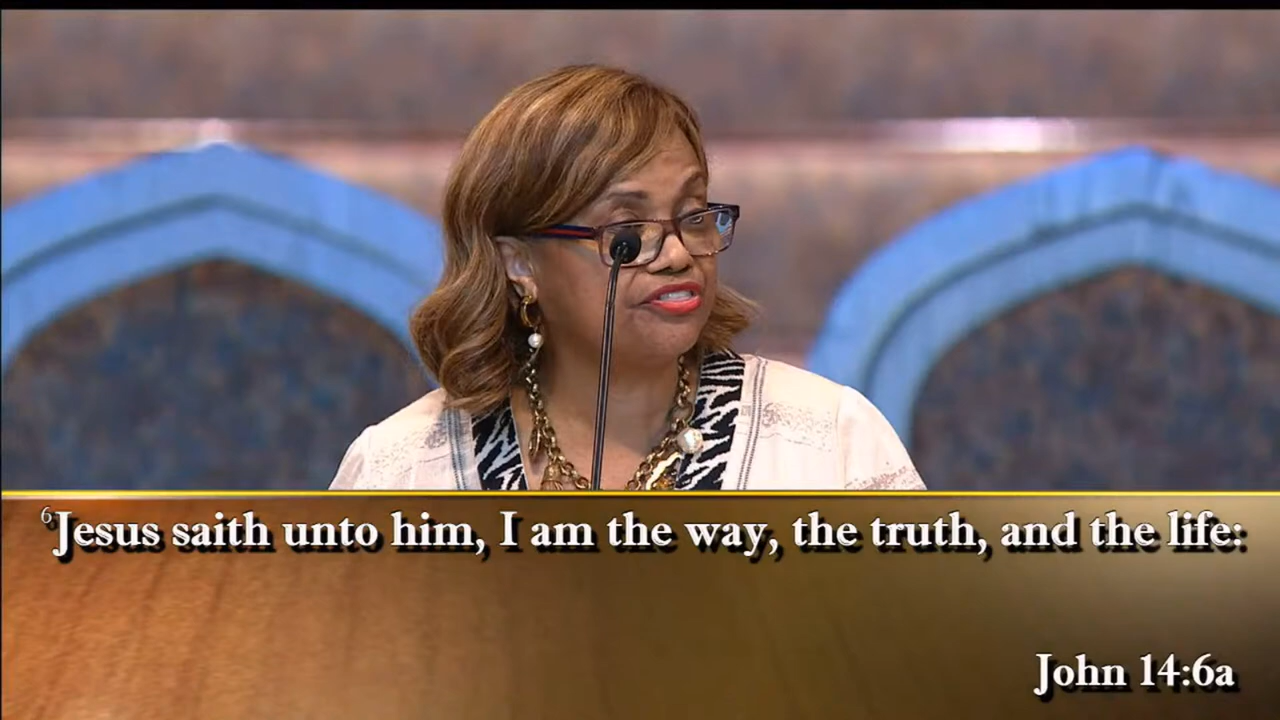 ⁶Jesus saith unto him, I am the way, the truth, and the life:
John 14:6a